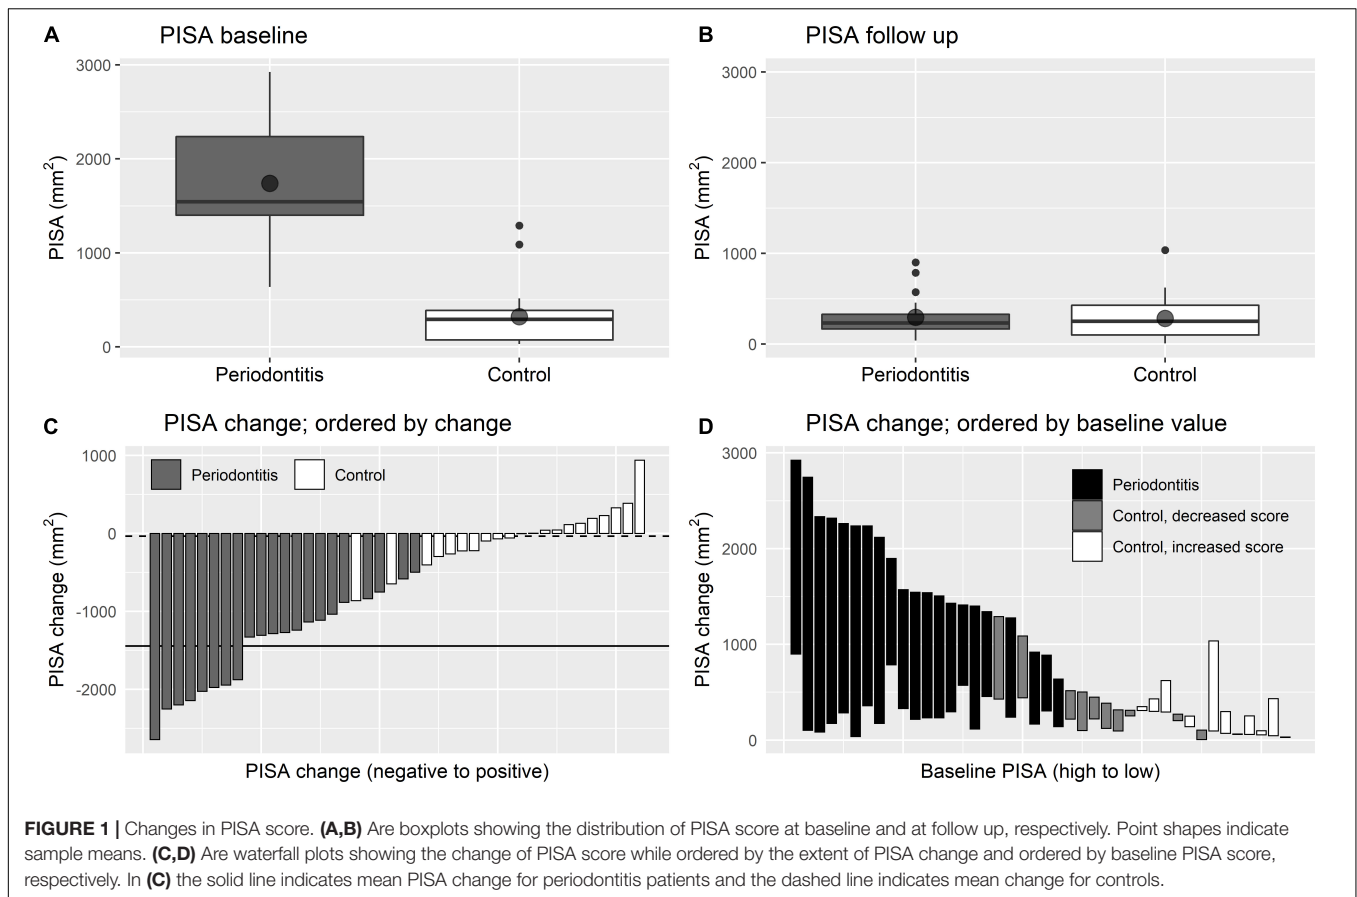 A PISA baseline
PISA (mm²)
3000
2000
1000
0
Periodontitis Control
B PISA follow up
PISA (mm²)
3000
2000
1000
0
Periodontitis Control
C PISA change; ordered by change
PISA change (mm²)
1000
0
-1000
-2000
Periodontitis Control
PISA change (negative to positive)
D PISA change; ordered by baseline value
PISA change (mm²)
3000
2000
1000
0
Periodontitis
Control, decreased score
Control, increased score
Baseline PISA (high to low)
FIGURE 1 | Changes in PISA score. (A,B) Are boxplots showing the distribution of PISA score at baseline and at follow up, respectively. Point shapes indicate
sample means. (C,D) Are waterfall plots showing the change of PISA score while ordered by the extent of PISA change and ordered by baseline PISA score,
respectively. In (C) the solid line indicates mean PISA change for periodontitis patients and the dashed line indicates mean change for controls.